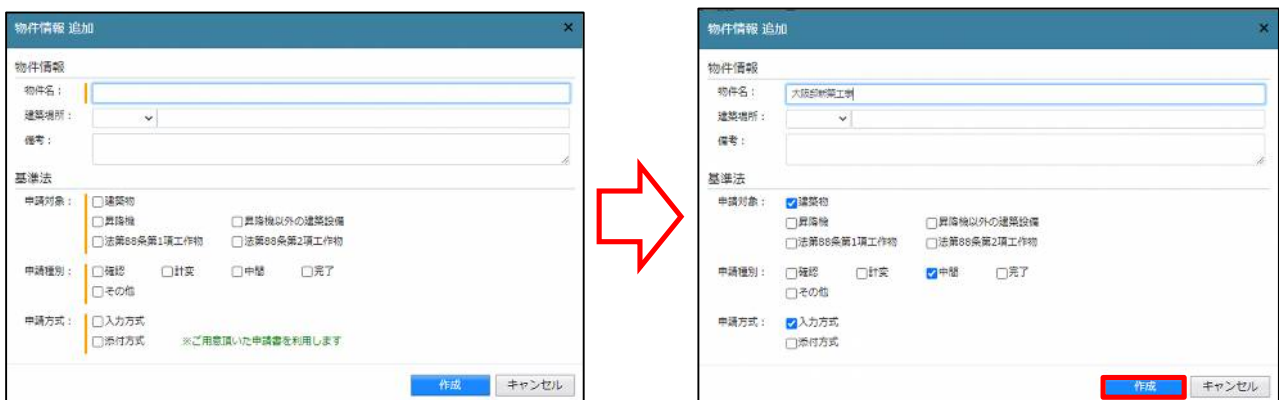 物件情報 追加
物件情報
物件名：
建築場所：
備考：
基準法
申請対象： 建築物
昇降機 昇降機以外の建築設備
法第88条第1項工作物 法第88条第2項工作物
申請種別： 確認 計変 中間 完了
その他
申請方式： 入力方式
添付方式 ※ご用意頂いた申請書を利用します
作成 キャンセル
物件情報 追加
物件情報
物件名： 大阪邸新築工事
建築場所：
備考：
基準法
申請対象： 建築物
昇降機 昇降機以外の建築設備
法第88条第1項工作物 法第88条第2項工作物
申請種別： 確認 計変 中間 完了
その他
申請方式： 入力方式
添付方式
作成 キャンセル